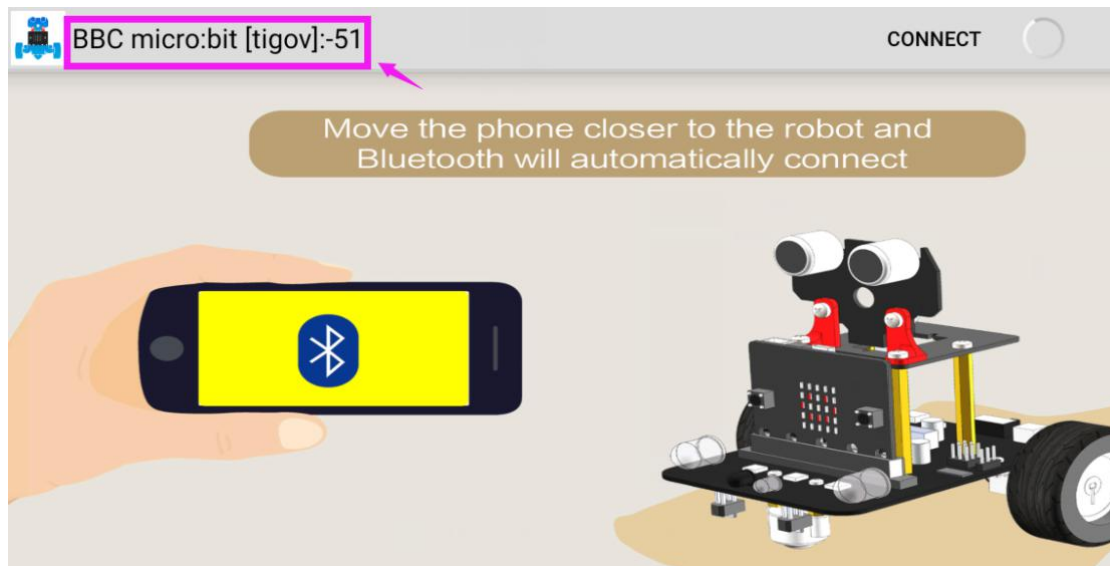 BBC micro:bit [tigov]:-51
CONNECT
Move the phone closer to the robot and
Bluetooth will automatically connect